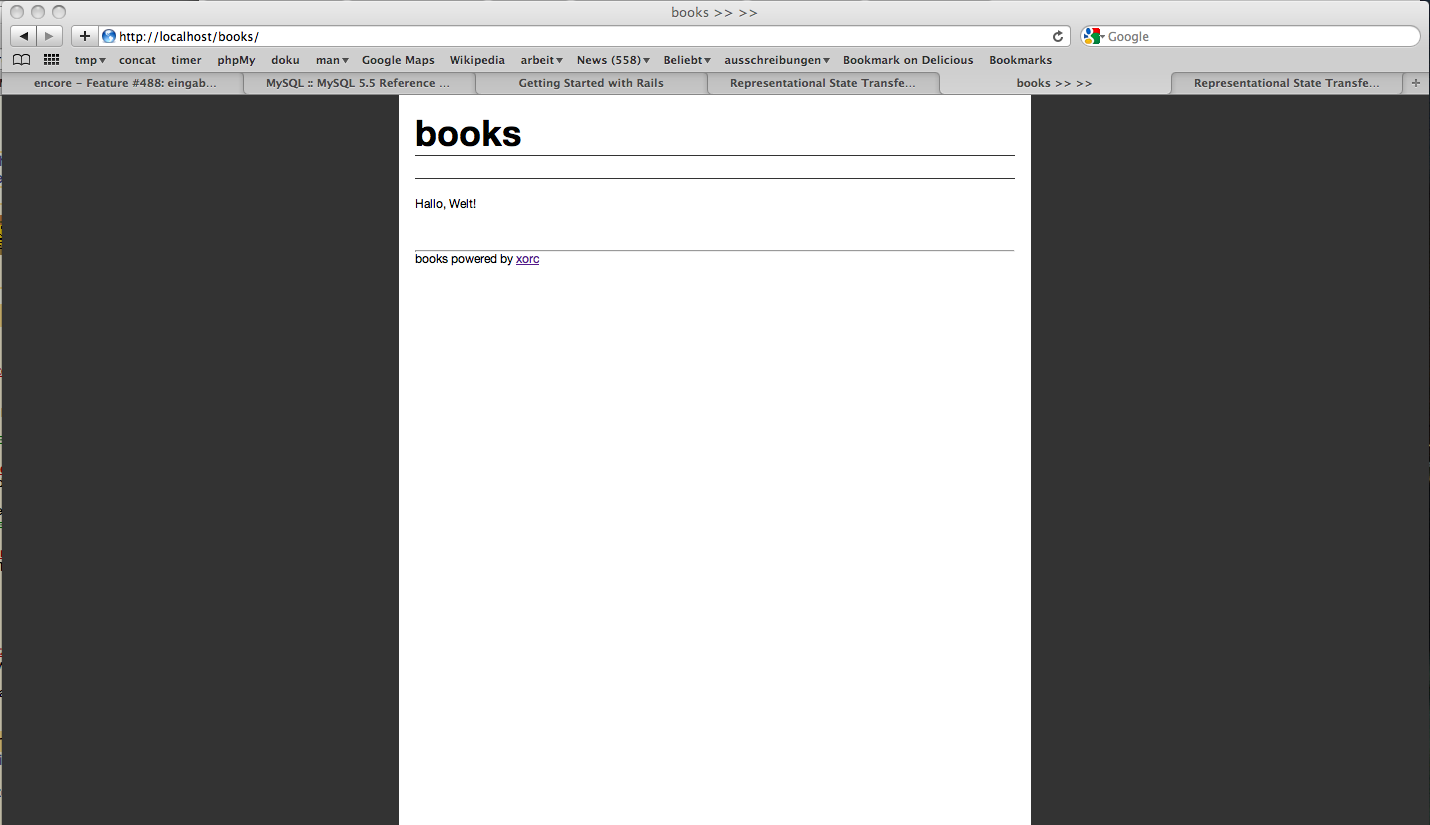 books >> >>
http://localhost/books/
Google
tmp concat timer phpMy doku man Google Maps Wikipedia arbeit News (558) Beliebt ausschreibungen Bookmark on Delicious Bookmarks
encore – Feature #488: eingab... MySQL :: MySQL 5.5 Reference ... Getting Started with Rails Representational State Transfe... books >> >> Representational State Transfe...
books
Hallo, Welt!
books powered by xorc